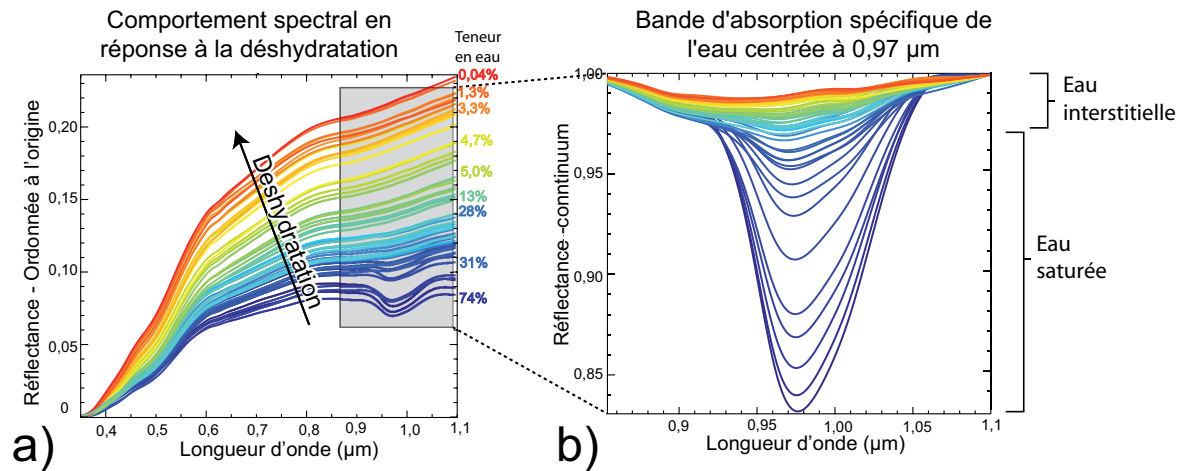 Comportement spectral en
réponse à la déshydratation
Teneur
en eau
0,04%
1,3%
3,3%
4,7%
5,0%
13%
28%
31%
74%
Déshydratation
Réflectance - Ordonnée à l'origine
0,20
0,15
0,10
0,05
0
0,4
0,5
0,6
0,7
0,8
0,9
1,0
1,1
Longueur d'onde (µm)
a)
Bande d'absorption spécifique de
l'eau centrée à 0,97 µm
Réflectance -continuum
1,00
0,95
0,90
0,85
0,9
0,95
1,00
1,05
1,1
Longueur d'onde (µm)
b)
Eau
interstitielle
Eau
saturée